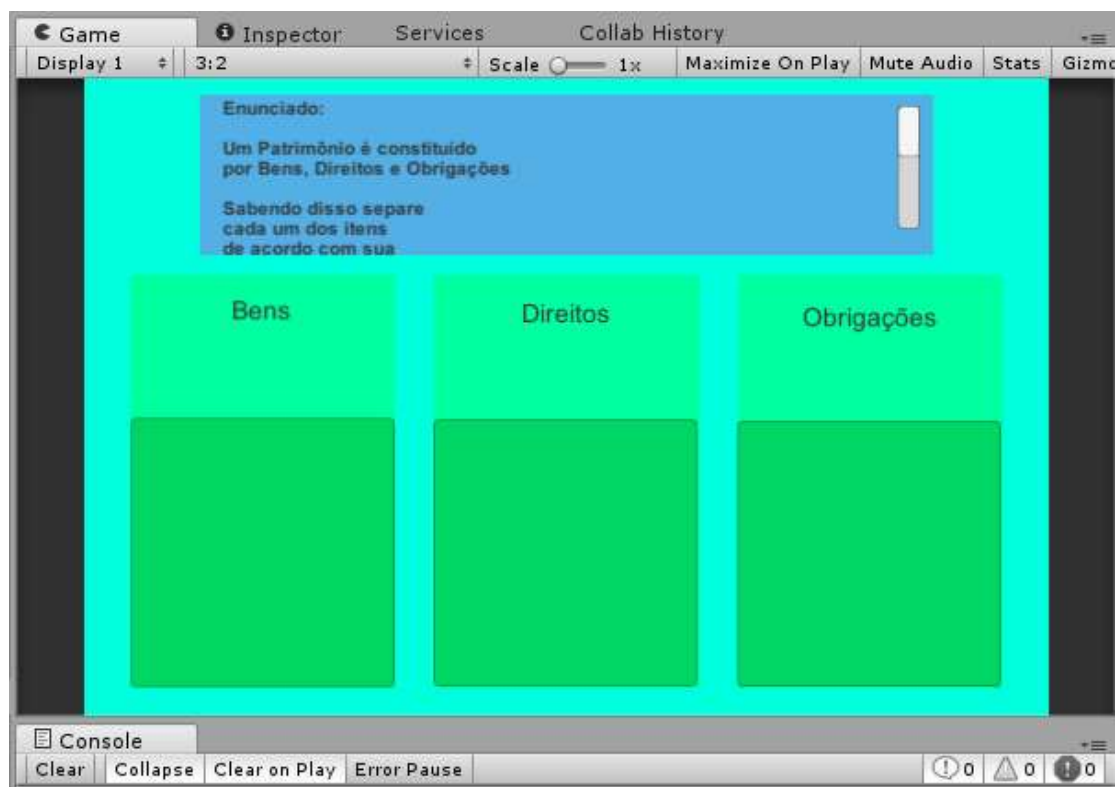 Game Inspector Services Collab History
Display 1 3:2 Scale 1x Maximize On Play Mute Audio Stats Gizmo
Enunciado:
Um Patrimônio é constituído
por Bens, Direitos e Obrigações
Sabendo disso separe
cada um dos itens
de acordo com sua
Bens Direitos Obrigações
Console
Clear Collapse Clear on Play Error Pause 0 0 0